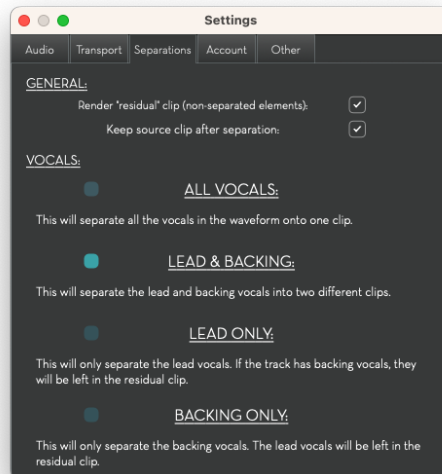 Settings
Audio Transport Separations Account Other
GENERAL:
Render "residual" clip (non-separated elements):
Keep source clip after separation:
VOCALS:
ALL VOCALS:
This will separate all the vocals in the waveform onto one clip.
LEAD & BACKING:
This will separate the lead and backing vocals into two different clips.
LEAD ONLY:
This will only separate the lead vocals. If the track has backing vocals, they
will be left in the residual clip.
BACKING ONLY:
This will only separate the backing vocals. The lead vocals will be left in the
residual clip.